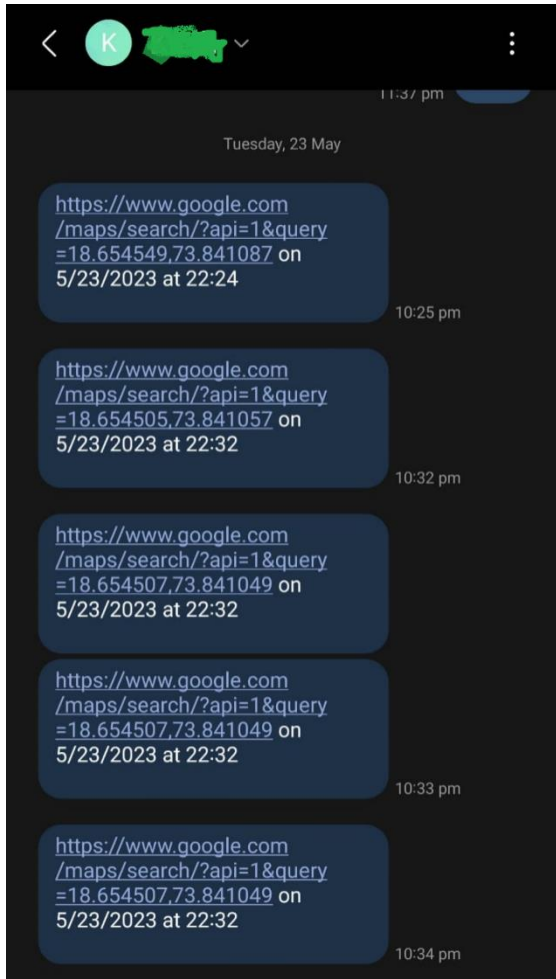 K
11:37 pm
Tuesday, 23 May
https://www.google.com
/maps/search/?api=1&query
=18.654549,73.841087 on
5/23/2023 at 22:24
10:25 pm
https://www.google.com
/maps/search/?api=1&query
=18.654505,73.841057 on
5/23/2023 at 22:32
10:32 pm
https://www.google.com
/maps/search/?api=1&query
=18.654507,73.841049 on
5/23/2023 at 22:32
https://www.google.com
/maps/search/?api=1&query
=18.654507,73.841049 on
5/23/2023 at 22:32
10:33 pm
https://www.google.com
/maps/search/?api=1&query
=18.654507,73.841049 on
5/23/2023 at 22:32
10:34 pm